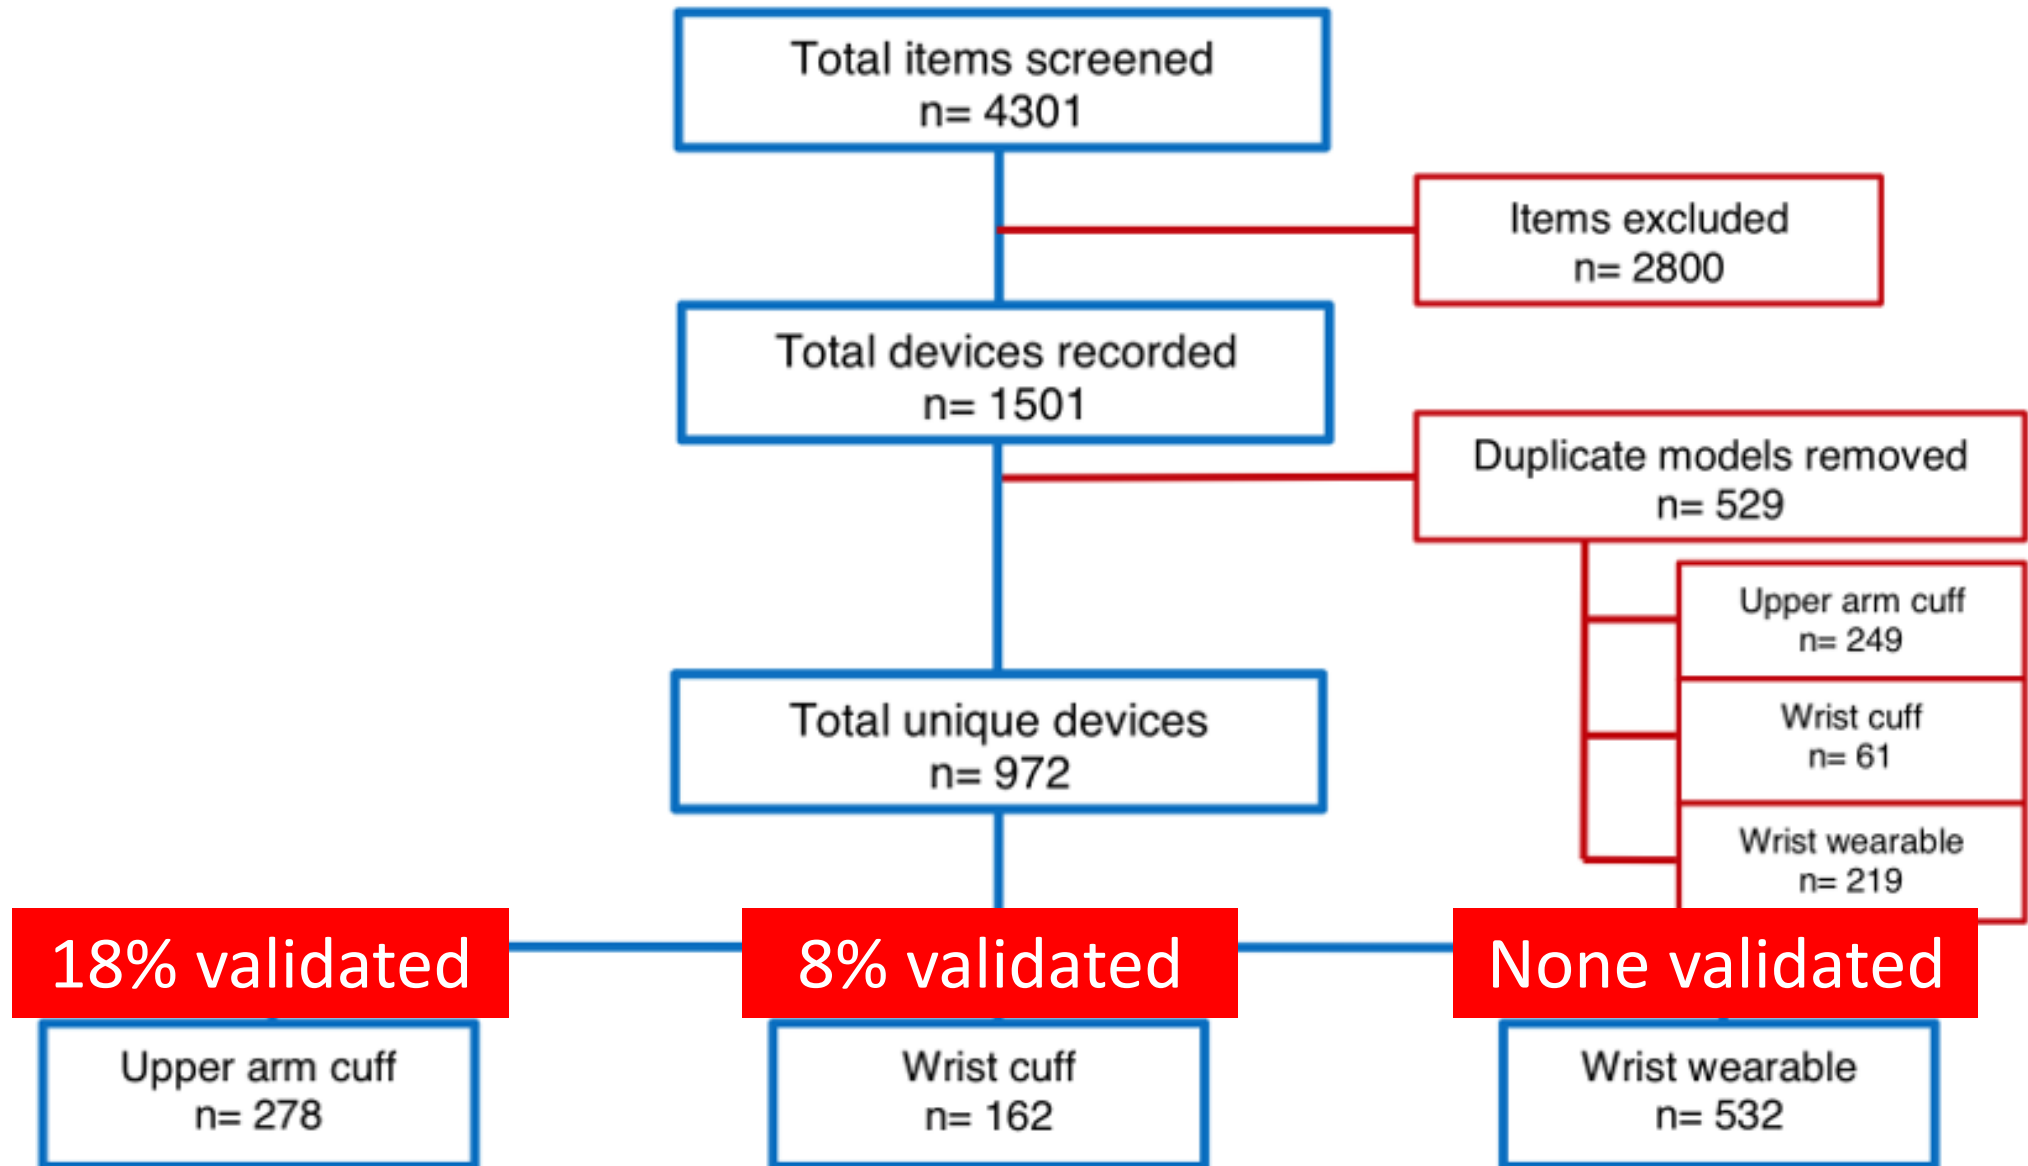 Total items screened
n= 4301
Items excluded
n= 2800
Total devices recorded
n= 1501
Duplicate models removed
n= 529
Upper arm cuff
n= 249
Wrist cuff
n= 61
Wrist wearable
n= 219
Total unique devices
n= 972
18% validated
8% validated
None validated
Upper arm cuff
n= 278
Wrist cuff
n= 162
Wrist wearable
n= 532